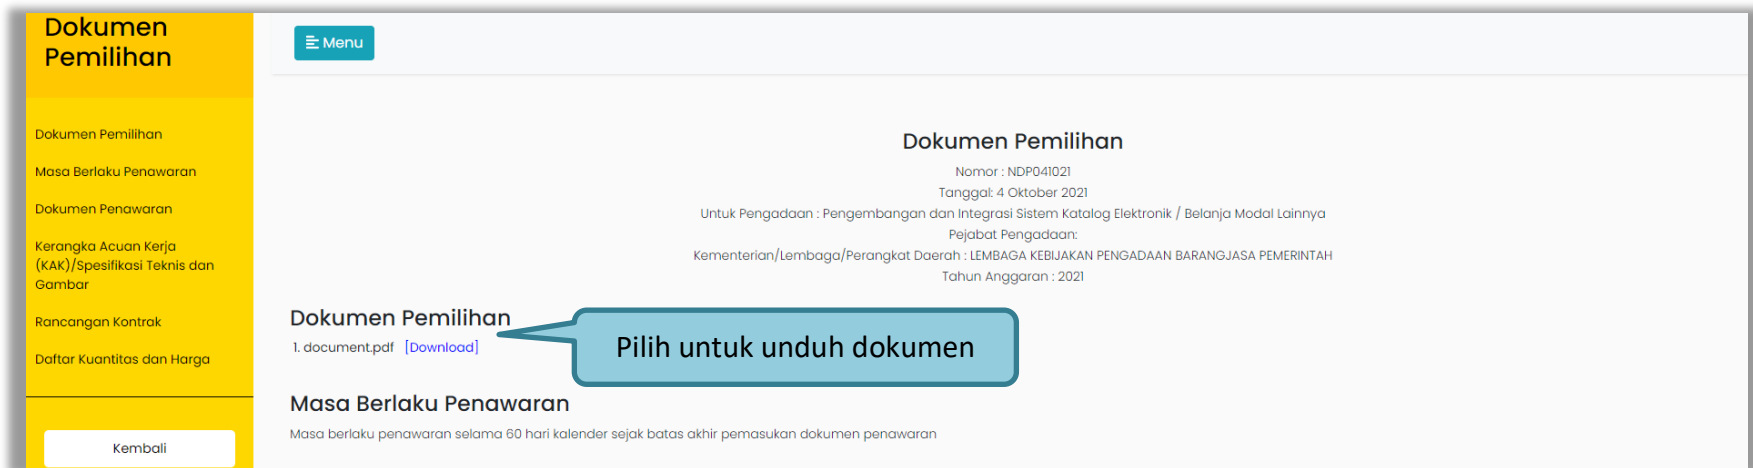 Dokumen
Pemilihan
Menu
Dokumen Pemilihan
Masa Berlaku Penawaran
Dokumen Penawaran
Kerangka Acuan Kerja
(KAK)/Spesifikasi Teknis dan
Gambar
Rancangan Kontrak
Daftar Kuantitas dan Harga
Kembali
Dokumen Pemilihan
Nomor : NDP041021
Tanggal: 4 Oktober 2021
Untuk Pengadaan : Pengembangan dan Integrasi Sistem Katalog Elektronik / Belanja Modal Lainnya
Pejabat Pengadaan:
Kementerian/Lembaga/Perangkat Daerah : LEMBAGA KEBIJAKAN PENGADAAN BARANGJASA PEMERINTAH
Tahun Anggaran : 2021
Dokumen Pemilihan
1. document.pdf [Download]
Pilih untuk unduh dokumen
Masa Berlaku Penawaran
Masa berlaku penawaran selama 60 hari kalender sejak batas akhir pemasukan dokumen penawaran